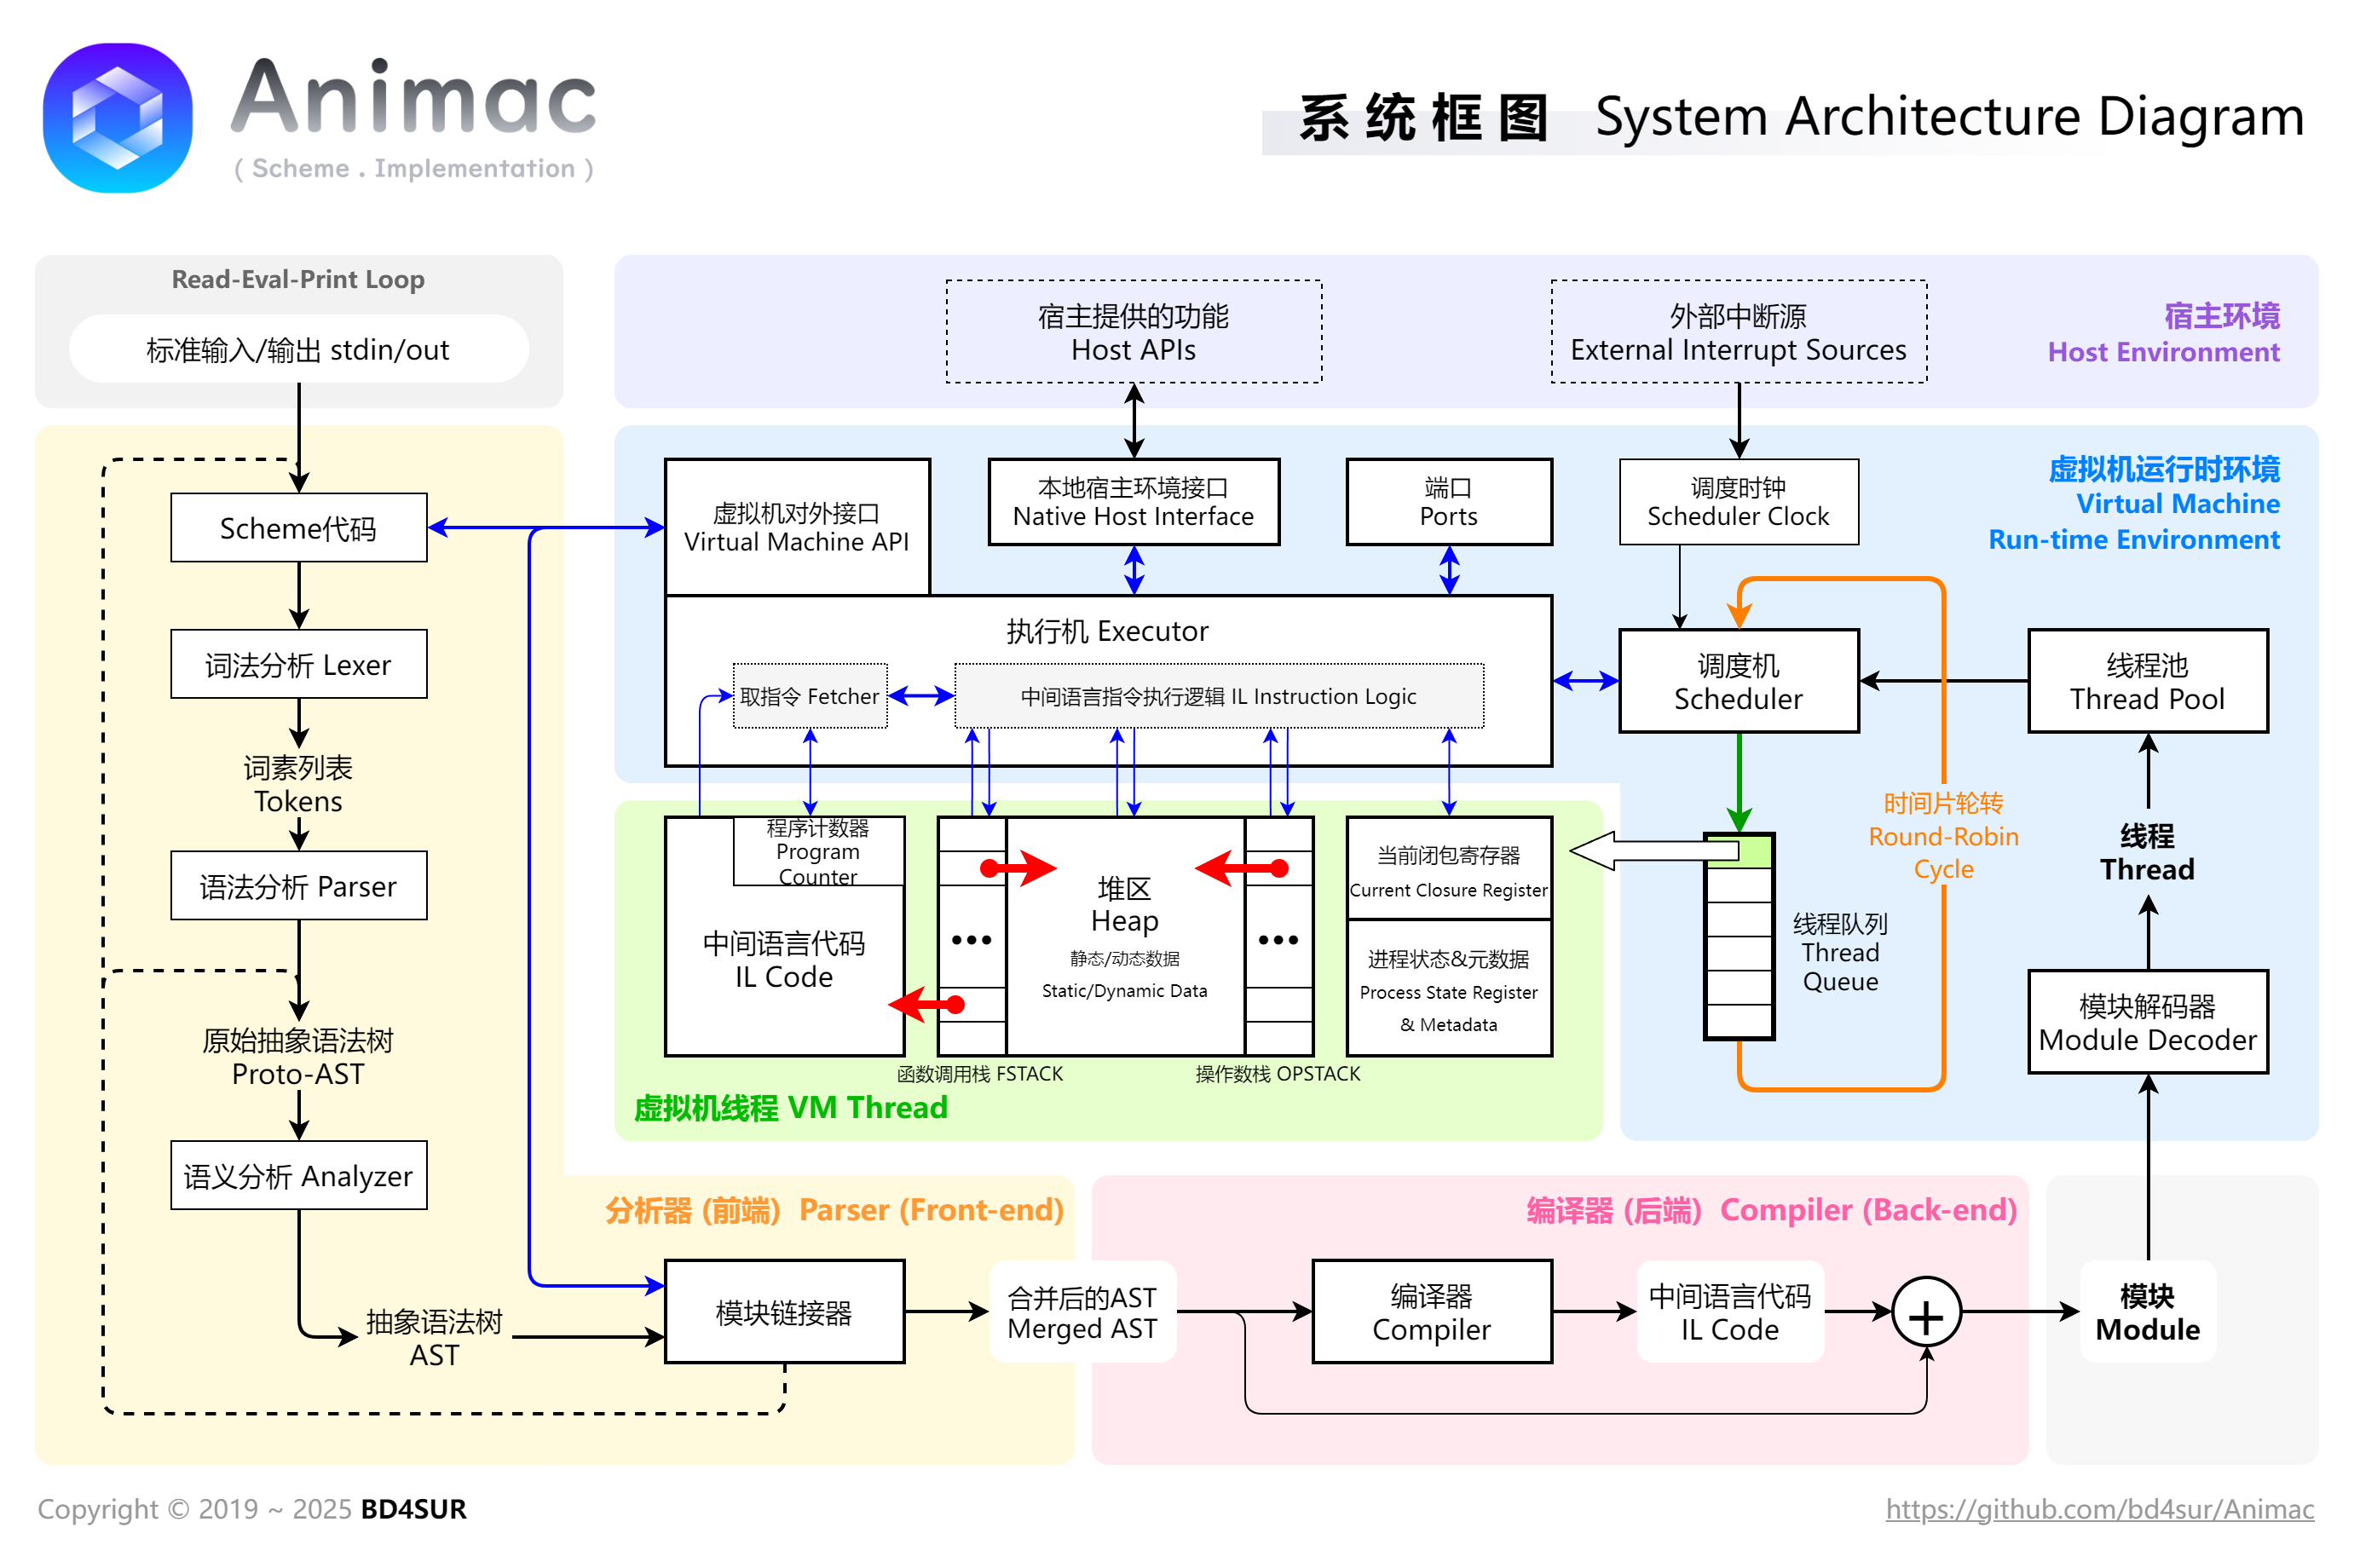 Animac
( Scheme . Implementation )
系统框图 System Architecture Diagram
Read-Eval-Print Loop
标准输入/输出 stdin/out
宿主提供的功能
Host APIs
外部中断源
External Interrupt Sources
宿主环境
Host Environment
Scheme代码
词法分析 Lexer
词素列表
Tokens
语法分析 Parser
原始抽象语法树
Proto-AST
语义分析 Analyzer
抽象语法树
AST
模块链接器
分析器 (前端) Parser (Front-end)
虚拟机对外接口
Virtual Machine API
本地宿主环境接口
Native Host Interface
端口
Ports
调度时钟
Scheduler Clock
虚拟机运行时环境
Virtual Machine
Run-time Environment
执行机 Executor
取指令 Fetcher
中间语言指令执行逻辑 IL Instruction Logic
调度机
Scheduler
线程池
Thread Pool
时间片轮转
Round-Robin
Cycle
线程
Thread
线程队列
Thread
Queue
模块解码器
Module Decoder
程序计数器
Program
Counter
中间语言代码
IL Code
堆区
Heap
静态/动态数据
Static/Dynamic Data
当前闭包寄存器
Current Closure Register
进程状态&元数据
Process State Register
& Metadata
函数调用栈 FSTACK
操作数栈 OPSTACK
虚拟机线程 VM Thread
合并后的AST
Merged AST
编译器 (后端) Compiler (Back-end)
编译器
Compiler
中间语言代码
IL Code
+
模块
Module
Copyright © 2019 ~ 2025 BD4SUR
https://github.com/bd4sur/Animac